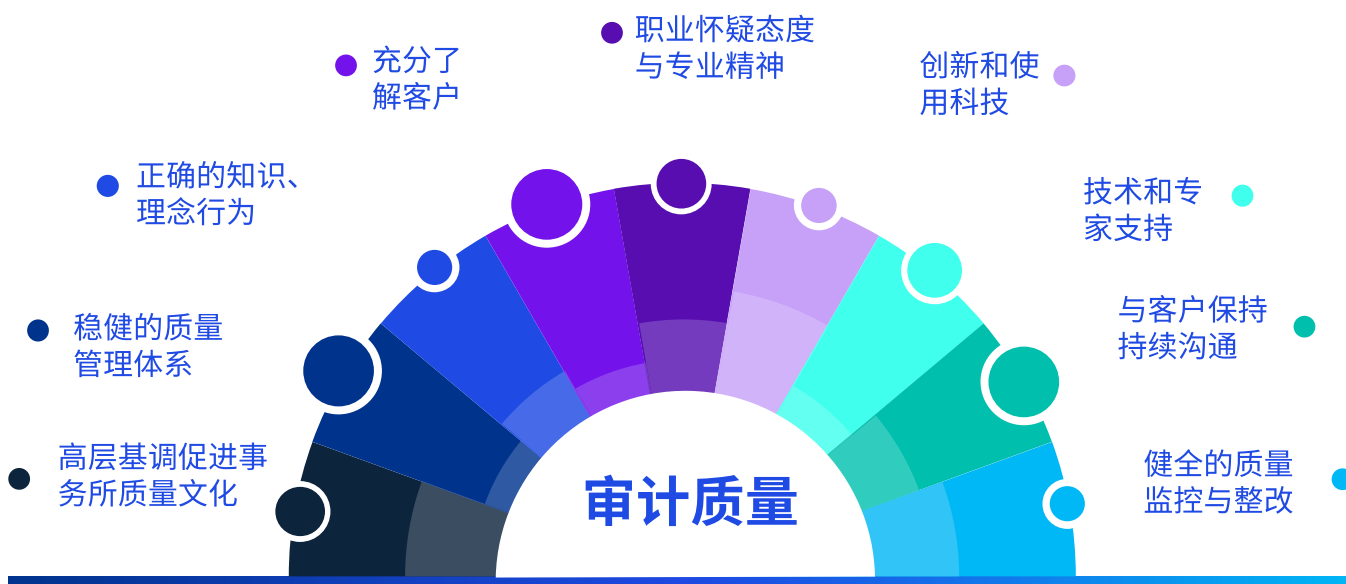 职业怀疑态度
与专业精神
充分了
解客户
创新和使
用科技
正确的知识、
理念行为
技术和专
家支持
稳健的质量
管理体系
与客户保持
持续沟通
高层基调促进事
务所质量文化
健全的质量
监控与整改
审计质量